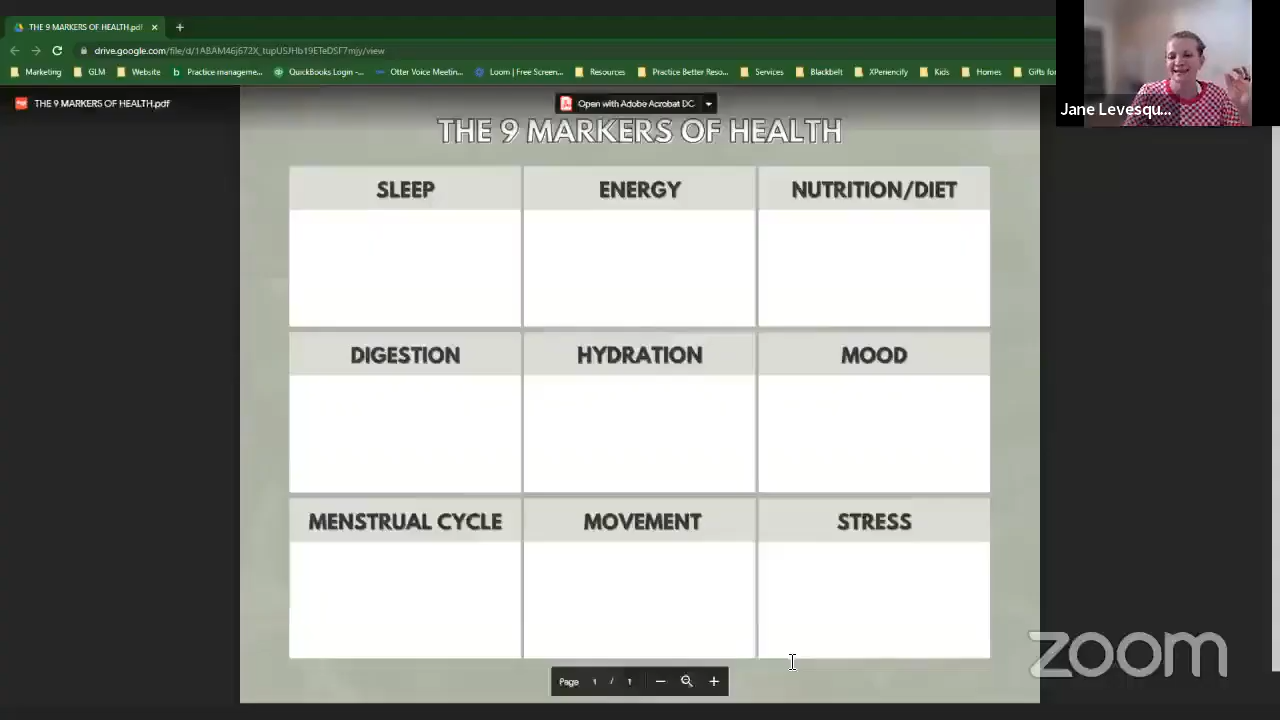 THE 9 MARKERS OF HEALTH.pdf
drive.google.com/file/d/1ABAM46j672X_tupUSJHb19ETeDSF7mjy/view
Marketing GLM Website Practice manageme... QuickBooks Login -... Otter Voice Meetin... Loom | Free Screen... Resources Practice Better Reso... Services Blackbelt XPeriencify Kids Homes Gifts for
THE 9 MARKERS OF HEALTH.pdf
Open with Adobe Acrobat DC
Jane Levesqu...
THE 9 MARKERS OF HEALTH
SLEEP ENERGY NUTRITION/DIET
DIGESTION HYDRATION MOOD
MENSTRUAL CYCLE MOVEMENT STRESS
zoom
Page 1 / 1